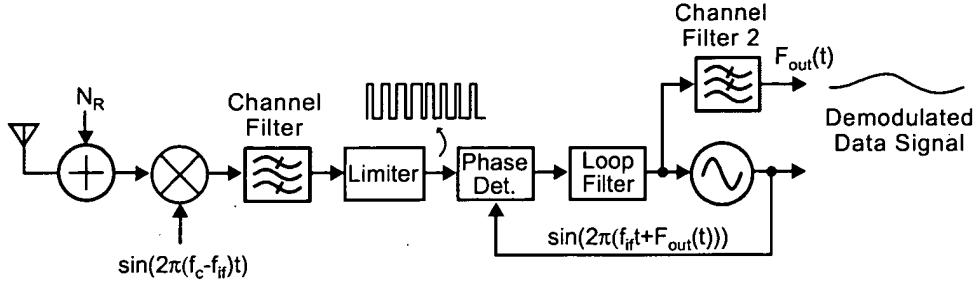 Channel
Filter 2
F_out(t)
N_R
Channel
Filter
Demodulated
Data Signal
Limiter
Phase
Det.
Loop
Filter
sin(2π(f_ift+F_out(t)))
sin(2π(f_c-f_if)t)